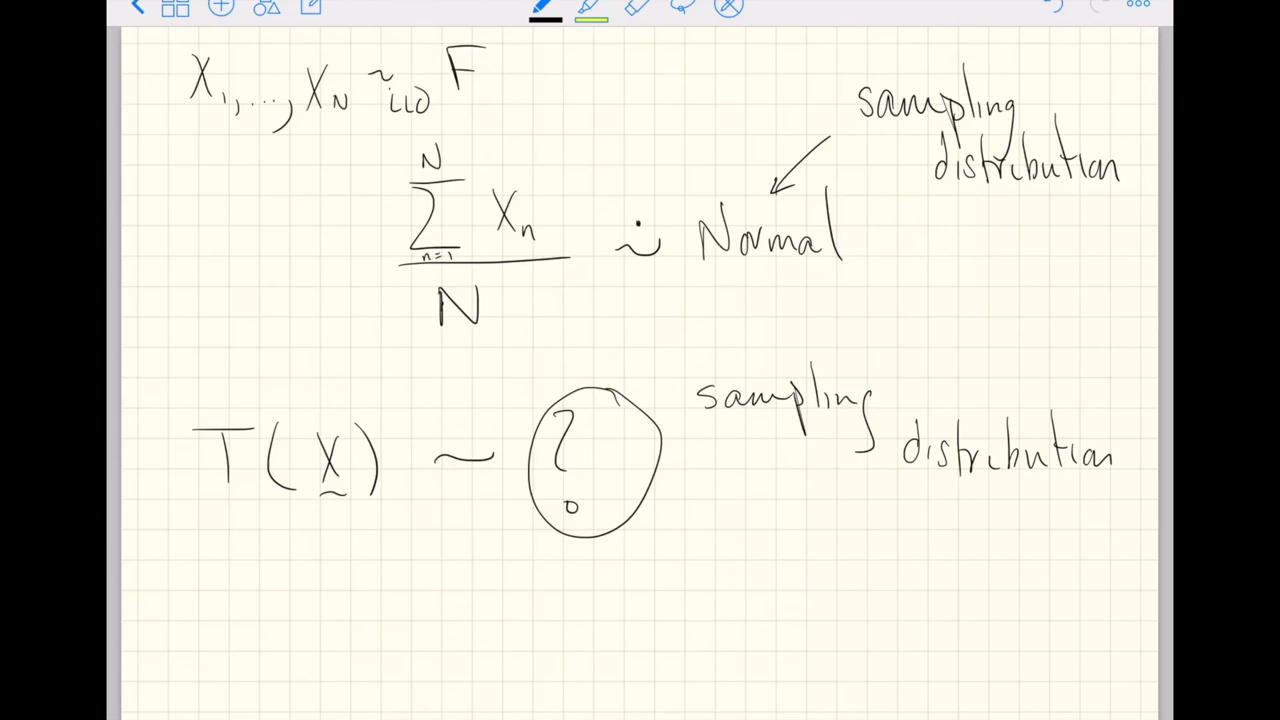 X₁, ..., X_N ~ iid F
sampling
distribution
N
Σ X_n
n=1
N
∻ Normal
T(X) ~ ?
~
sampling
distribution